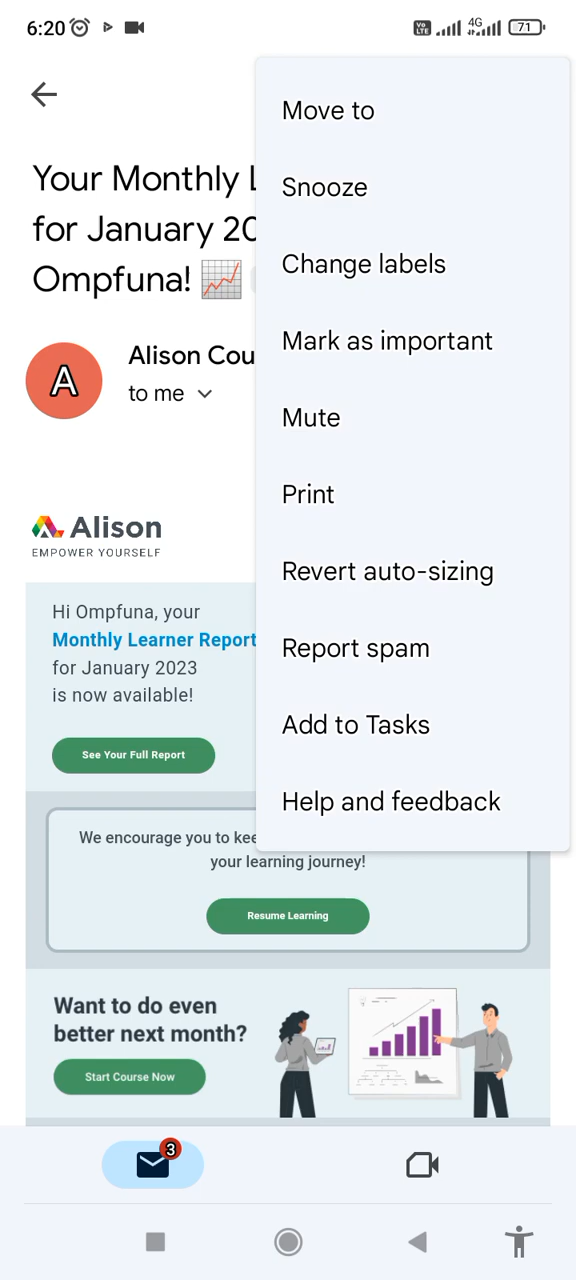 6:20
Vo LTE
4G
71
Your Monthly
for January 20
Ompfuna!
A
Alison Cou
to me
Alison
EMPOWER YOURSELF
Hi Ompfuna, your
Monthly Learner Report
for January 2023
is now available!
See Your Full Report
We encourage you to kee
your learning journey!
Resume Learning
Want to do even
better next month?
Start Course Now
Move to
Snooze
Change labels
Mark as important
Mute
Print
Revert auto-sizing
Report spam
Add to Tasks
Help and feedback
3